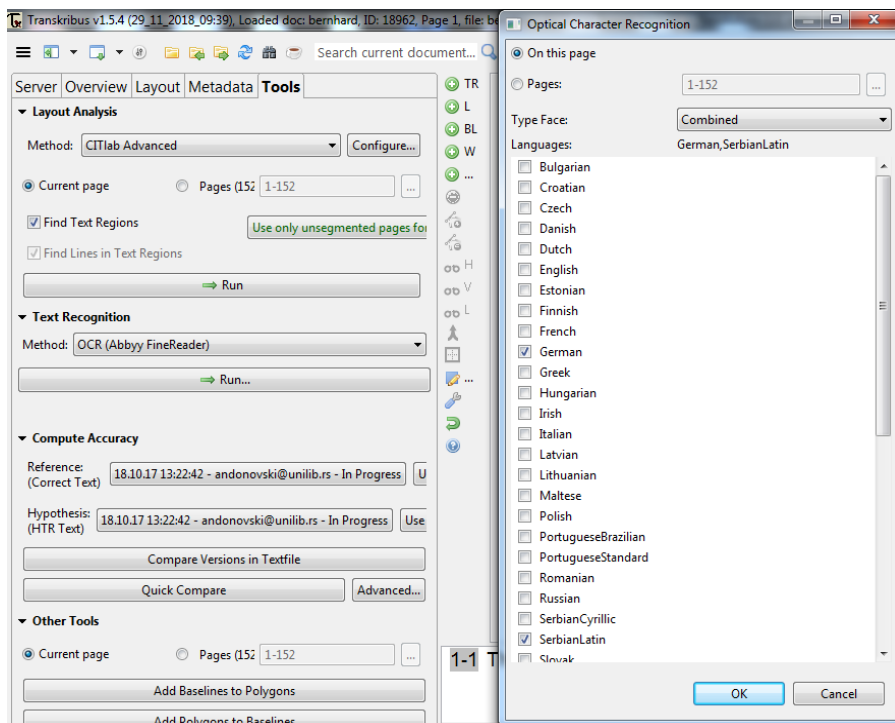 Transkribus v1.5.4 (29_11_2018_09:39), Loaded doc: bernhard, ID: 18962, Page 1, file: be
Search current document...
Server Overview Layout Metadata Tools
Layout Analysis
Method: CITlab Advanced Configure...
Current page Pages (152 1-152 ...
Find Text Regions Use only unsegmented pages for
Find Lines in Text Regions
Run
Text Recognition
Method: OCR (Abbyy FineReader)
Run...
Compute Accuracy
Reference:
(Correct Text) 18.10.17 13:22:42 - andonovski@unilib.rs - In Progress U
Hypothesis:
(HTR Text) 18.10.17 13:22:42 - andonovski@unilib.rs - In Progress Use
Compare Versions in Textfile
Quick Compare Advanced...
Other Tools
Current page Pages (152 1-152 ...
Add Baselines to Polygons
Add Polygons to Baselines
TR
L
BL
W
...
H
V
L
...
1-1 T
Optical Character Recognition
On this page
Pages: 1-152 ...
Type Face: Combined
Languages: German,SerbianLatin
Bulgarian
Croatian
Czech
Danish
Dutch
English
Estonian
Finnish
French
German
Greek
Hungarian
Irish
Italian
Latvian
Lithuanian
Maltese
Polish
PortugueseBrazilian
PortugueseStandard
Romanian
Russian
SerbianCyrillic
SerbianLatin
Slovak
OK Cancel